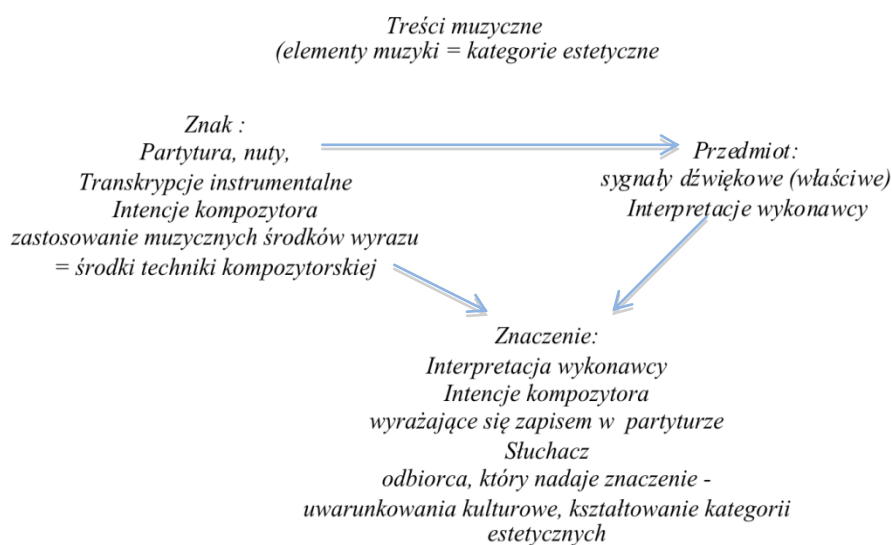 Treści muzyczne
(elementy muzyki = kategorie estetyczne
Znak :
Partytura, nuty,
Transkrypcje instrumentalne
Intencje kompozytora
zastosowanie muzycznych środków wyrazu
= środki techniki kompozytorskiej
Przedmiot:
sygnały dźwiękowe (właściwe)
Interpretacje wykonawcy
Znaczenie:
Interpretacja wykonawcy
Intencje kompozytora
wyrażające się zapisem w partyturze
Słuchacz
odbiorca, który nadaje znaczenie -
uwarunkowania kulturowe, kształtowanie kategorii
estetycznych